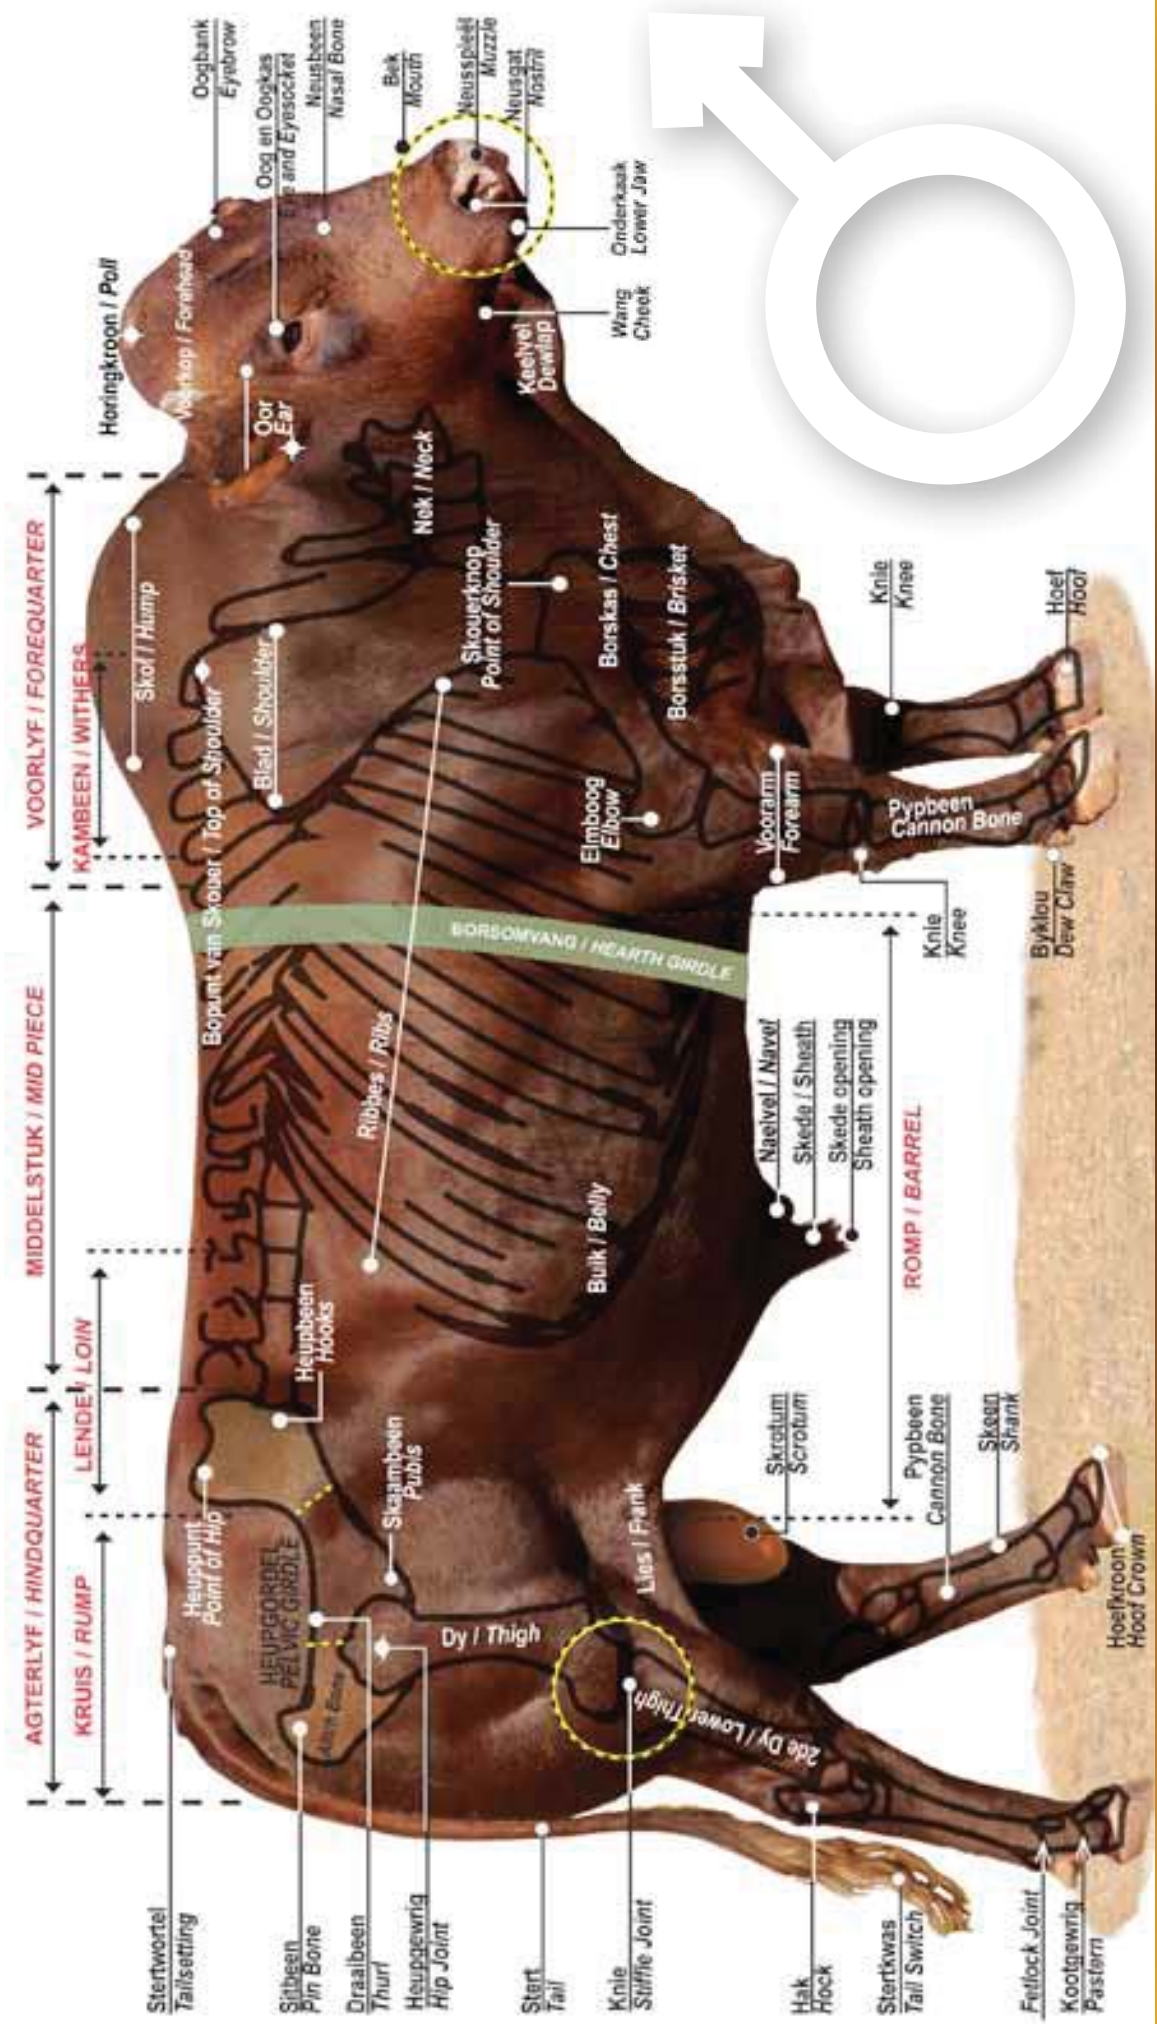 VOORLYF / FOREQUARTER
KAMBEEN / WITHERS
MIDDELSTUK / MID PIECE
LENDE / LOIN
AGTERLYF / HINDQUARTER
KRUIS / RUMP
Horingkroon / Poll
Voorkop / Forehead
Oogbank
Eyebrow
Oog en Oogkas
Eye and Eyesocket
Neusbeen
Nasal Bone
Bek
Mouth
Neusspieël
Muzzle
Neusgat
Nostril
Onderkaak
Lower Jaw
Wang
Cheek
Keelvel
Dewlap
Oor
Ear
Nek / Neck
Skof / Hump
Bopunt van Skouer / Top of Shoulder
Blad / Shoulder
Skouerknop
Point of Shoulder
Borskas / Chest
Borsstuk / Brisket
Elmboog
Elbow
Voorarm
Forearm
Knie
Knee
Hoef
Hoof
Pypbeen
Cannon Bone
Knie
Knee
Byklou
Dew Claw
BORSOMVANG / HEARTH GIRDLE
Ribbes / Ribs
Buik / Belly
Naelvel / Navel
Skede / Sheath
Skede opening
Sheath opening
ROMP / BARREL
Heupbeen
Hooks
Heuppunt
Point of Hip
Skaambeen
Pubis
HEUPGORDEL
PELVIC GIRDLE
Aitch Bone
Dy / Thigh
Lies / Frank
2de Dy / Lower Thigh
Skrotum
Scrotum
Pypbeen
Cannon Bone
Skeen
Shank
Hoefkroon
Hoof Crown
Stertwortel
Tailsetting
Sitbeen
Pin Bone
Draaibeen
Thurl
Heupgewrig
Hip Joint
Stert
Tail
Knie
Stiffle Joint
Hak
Hock
Stertkwas
Tail Switch
Fetlock Joint
Kootgewrig
Pastern